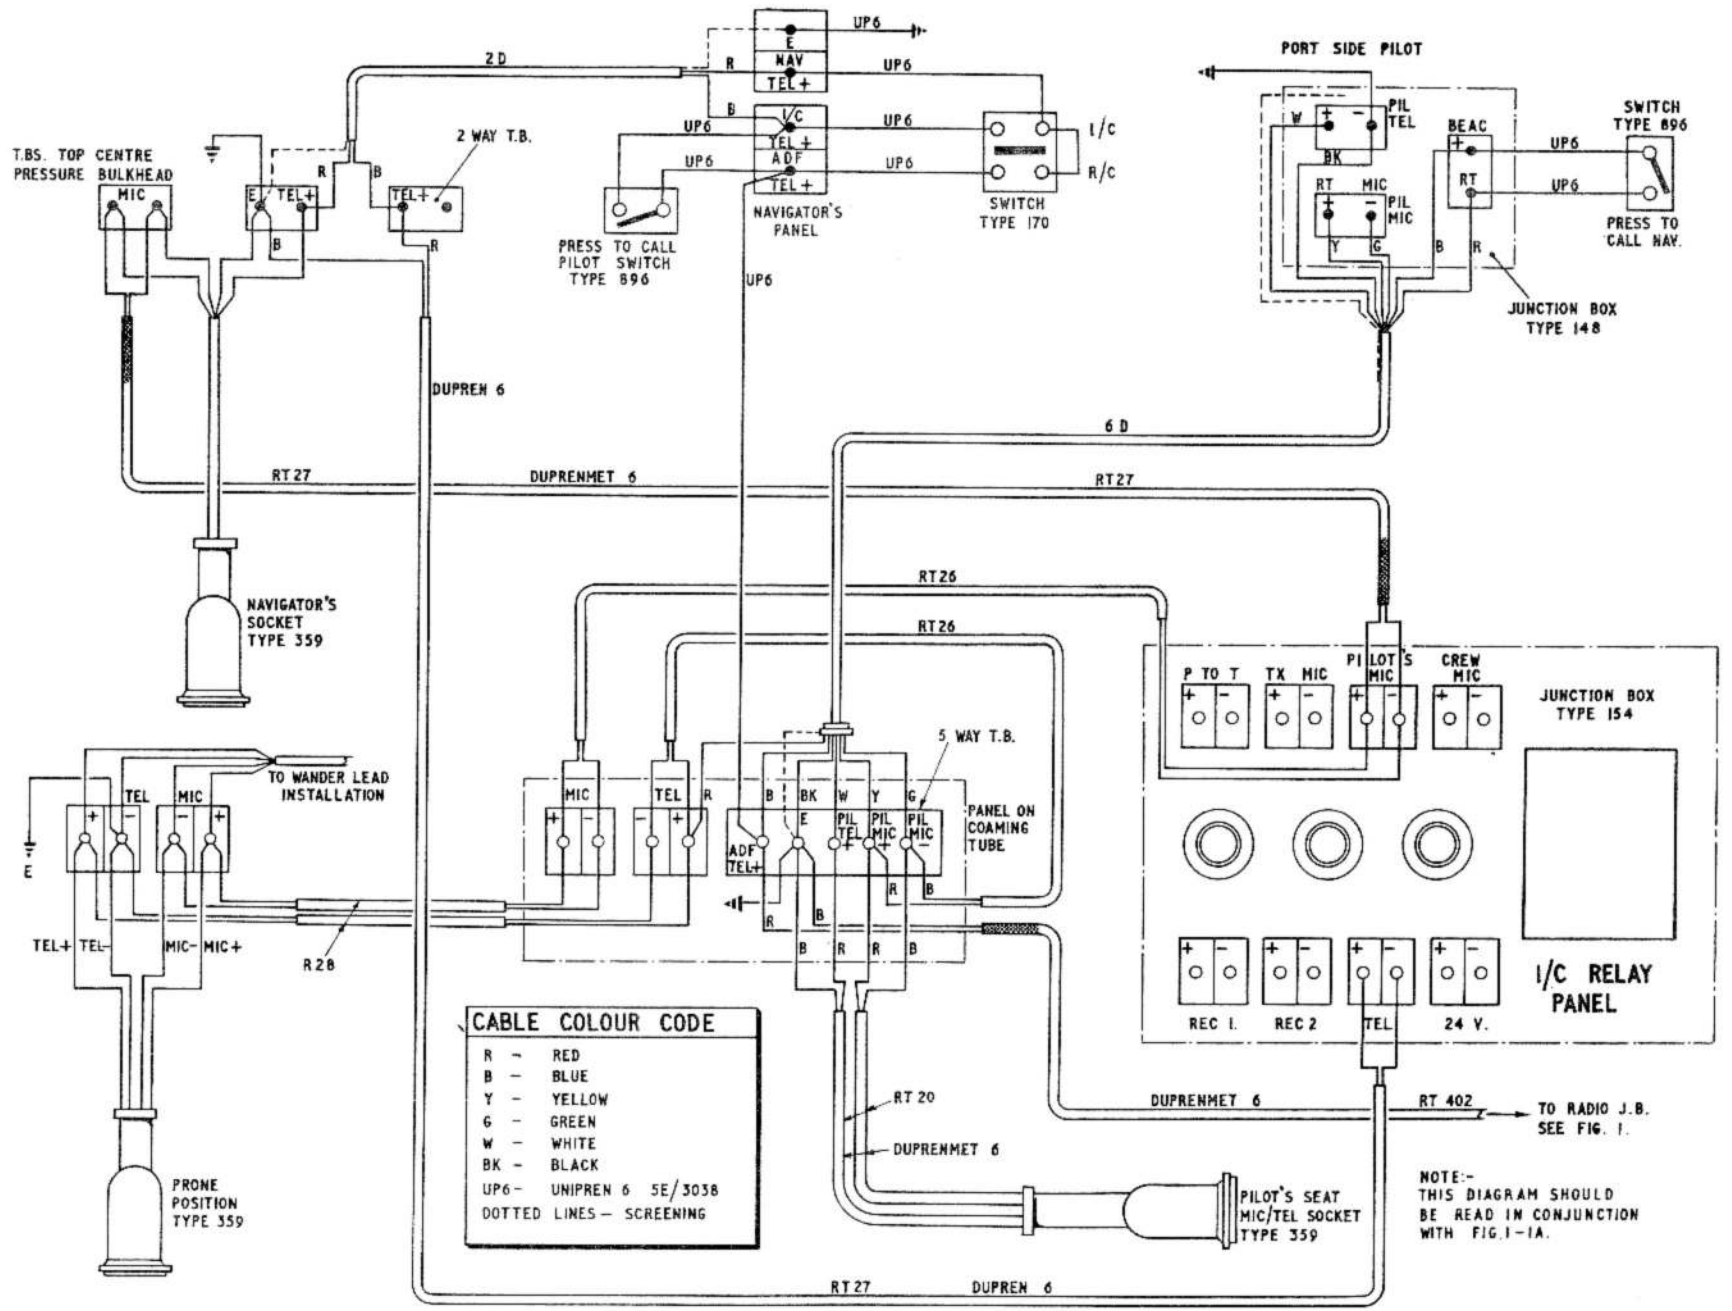 UP6
E
NAV
TEL +
UP6
R
2 D
B
I/C
YEL +
UP6
UP6
ADF
TEL +
UP6
UP6
NAVIGATOR'S
PANEL
I/C
R/C
SWITCH
TYPE 170
PRESS TO CALL
PILOT SWITCH
TYPE 896
UP6
2 WAY T.B.
T.BS. TOP CENTRE
PRESSURE BULKHEAD
MIC
E
TEL+
R
B
TEL+
B
R
PORT SIDE PILOT
W
+ -
PIL
TEL
BK
RT MIC
+ -
PIL
MIC
Y
G
BEAC
+
RT
B
R
UP6
UP6
SWITCH
TYPE 896
PRESS TO
CALL NAV.
JUNCTION BOX
TYPE 148
DUPREN 6
6 D
RT27
DUPRENMET 6
RT27
NAVIGATOR'S
SOCKET
TYPE 359
RT26
RT26
P TO T
+ -
TX MIC
+ -
PILOT'S
MIC
+ -
CREW
MIC
+ -
JUNCTION BOX
TYPE 154
5 WAY T.B.
TO WANDER LEAD
INSTALLATION
TEL
+ -
MIC
- +
E
MIC
+ -
TEL
- +
R
B
BK
W
Y
G
ADF
TEL+
E
PIL
TEL
+
PIL
MIC
+
PIL
MIC
-
PANEL ON
COAMING
TUBE
R
B
R
B
B
R
R
B
TEL+
TEL-
MIC-
MIC+
R28
+ -
REC 1.
+ -
REC 2
+ -
TEL
+ -
24 V.
I/C RELAY
PANEL
CABLE COLOUR CODE
R - RED
B - BLUE
Y - YELLOW
G - GREEN
W - WHITE
BK - BLACK
UP6- UNIPREN 6 5E/3038
DOTTED LINES - SCREENING
RT 20
DUPRENMET 6
DUPRENMET 6
RT 402
TO RADIO J.B.
SEE FIG. 1.
PRONE
POSITION
TYPE 359
PILOT'S SEAT
MIC/TEL SOCKET
TYPE 359
NOTE:-
THIS DIAGRAM SHOULD
BE READ IN CONJUNCTION
WITH FIG.1-1A.
RT27
DUPREN 6